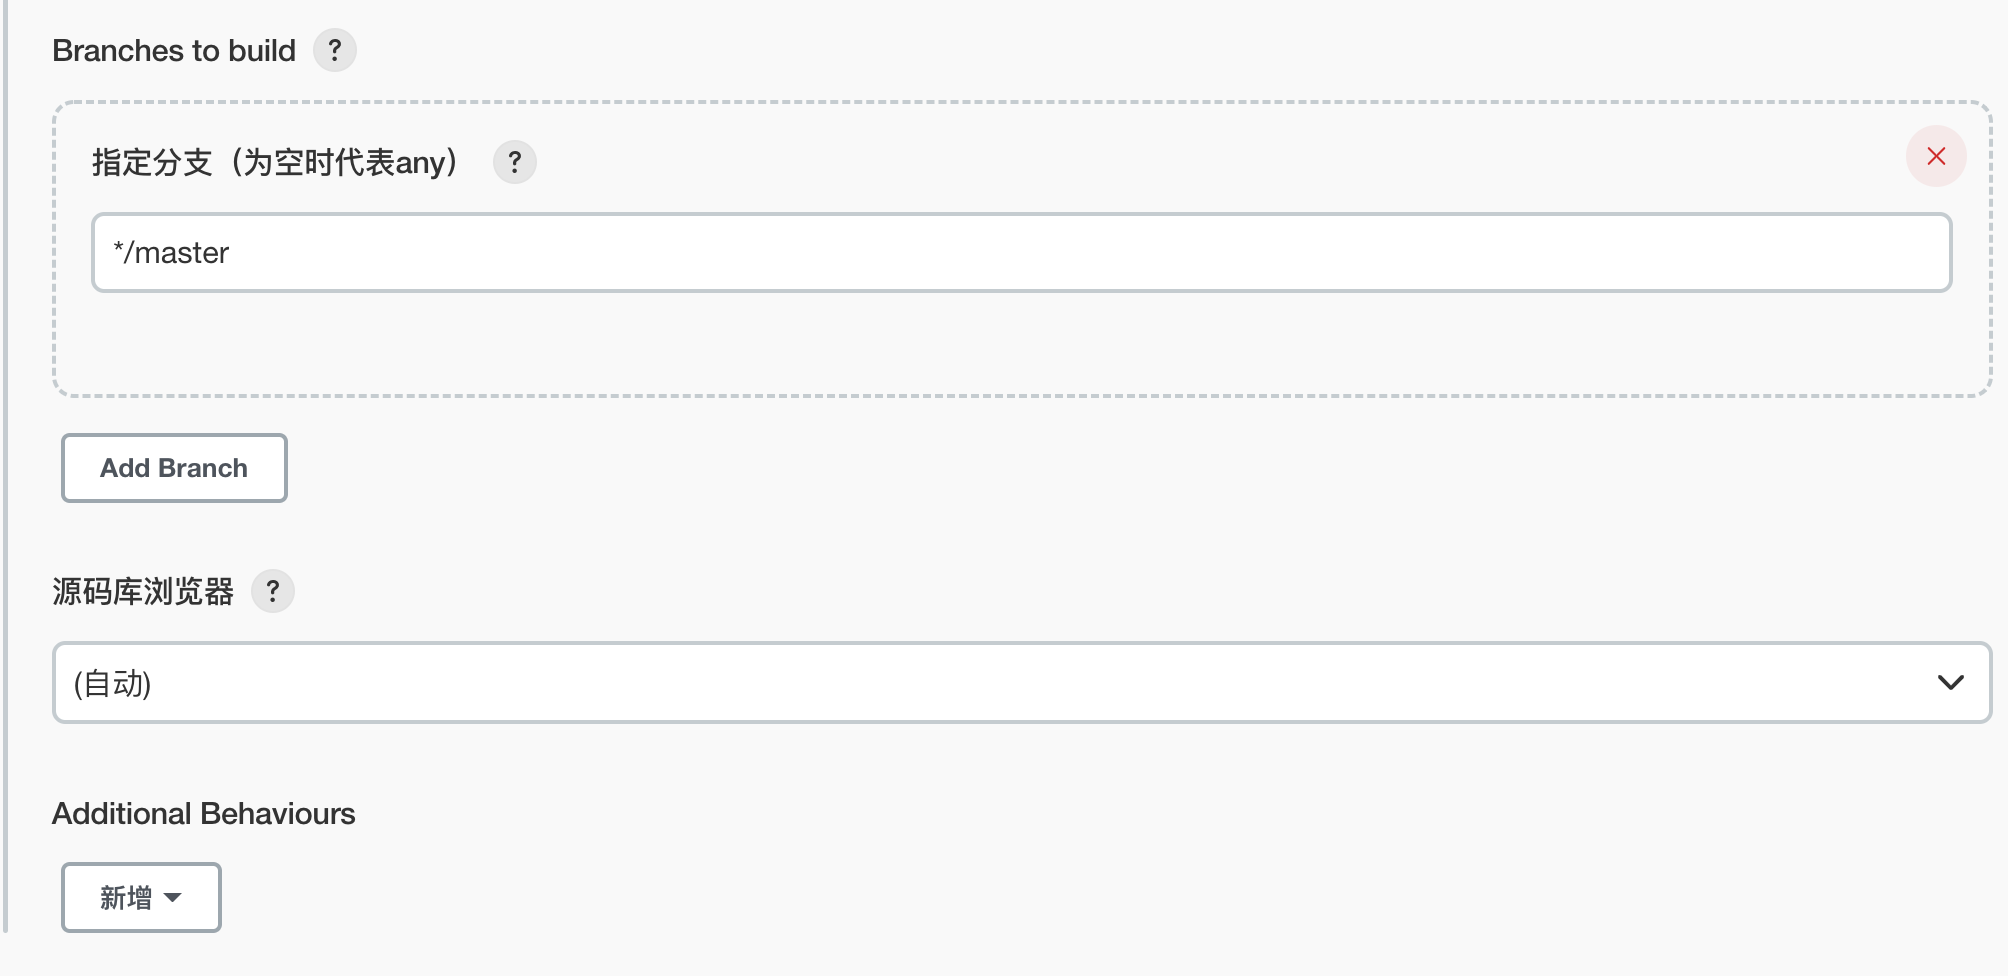 Branches to build ?
指定分支（为空时代表any） ?
*/master
Add Branch
源码库浏览器 ?
(自动)
Additional Behaviours
新增